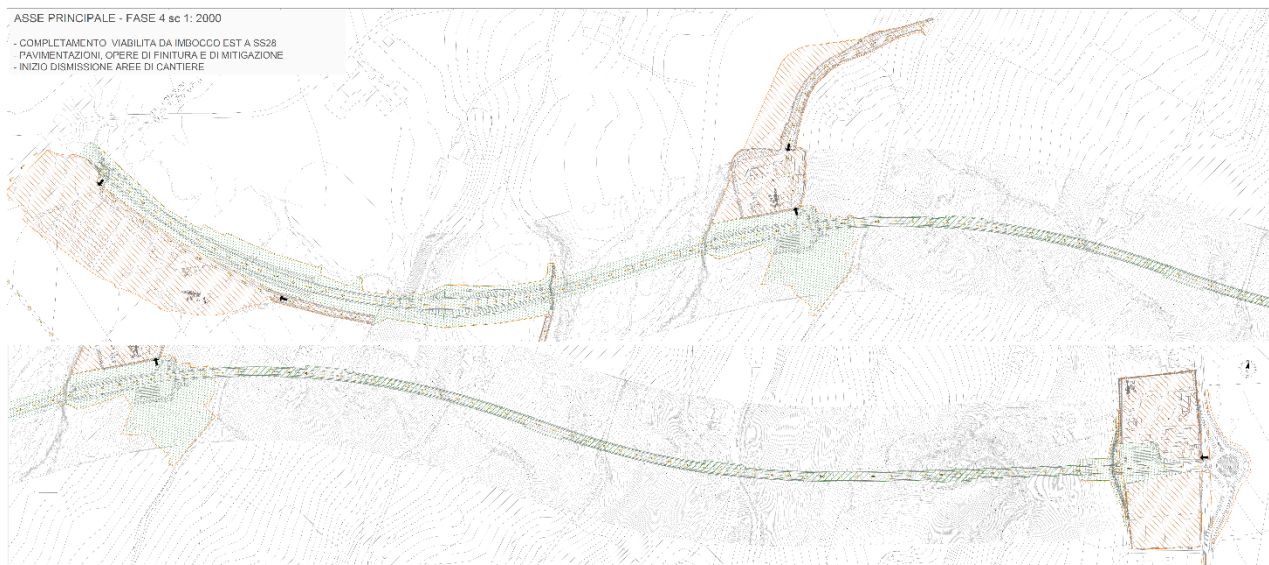 ASSE PRINCIPALE - FASE 4 sc 1: 2000
- COMPLETAMENTO VIABILITA DA IMBOCCO EST A SS28
- PAVIMENTAZIONI, OPERE DI FINITURA E DI MITIGAZIONE
- INIZIO DISMISSIONE AREE DI CANTIERE